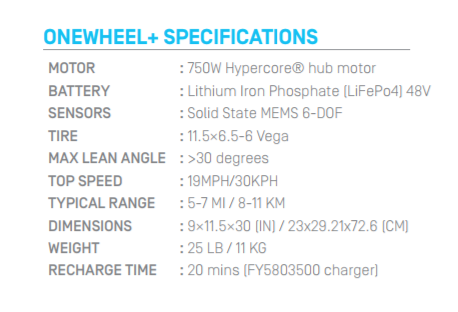 ONEWHEEL+ SPECIFICATIONS
MOTOR : 750W Hypercore® hub motor
BATTERY : Lithium Iron Phosphate (LiFePo4) 48V
SENSORS : Solid State MEMS 6-DOF
TIRE : 11.5×6.5-6 Vega
MAX LEAN ANGLE : >30 degrees
TOP SPEED : 19MPH/30KPH
TYPICAL RANGE : 5-7 MI / 8-11 KM
DIMENSIONS : 9×11.5×30 (IN) / 23x29.21x72.6 (CM)
WEIGHT : 25 LB / 11 KG
RECHARGE TIME : 20 mins (FY5803500 charger)